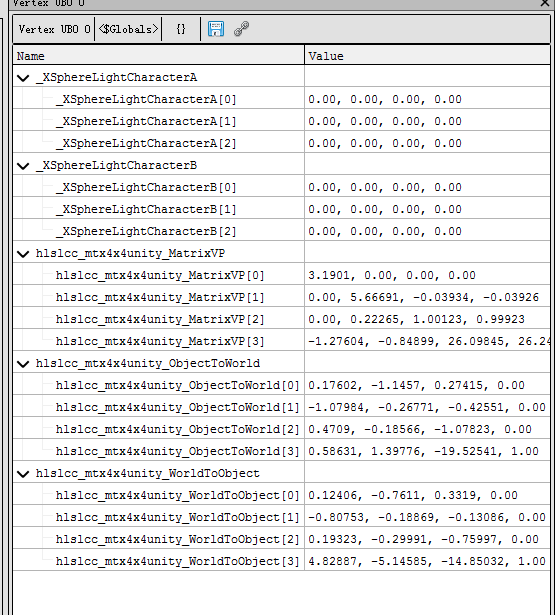 Vertex UBO 0
Vertex UBO 0 <$Globals> {}
Name Value
_XSphereLightCharacterA
_XSphereLightCharacterA[0] 0.00, 0.00, 0.00, 0.00
_XSphereLightCharacterA[1] 0.00, 0.00, 0.00, 0.00
_XSphereLightCharacterA[2] 0.00, 0.00, 0.00, 0.00
_XSphereLightCharacterB
_XSphereLightCharacterB[0] 0.00, 0.00, 0.00, 0.00
_XSphereLightCharacterB[1] 0.00, 0.00, 0.00, 0.00
_XSphereLightCharacterB[2] 0.00, 0.00, 0.00, 0.00
hlslcc_mtx4x4unity_MatrixVP
hlslcc_mtx4x4unity_MatrixVP[0] 3.1901, 0.00, 0.00, 0.00
hlslcc_mtx4x4unity_MatrixVP[1] 0.00, 5.66691, -0.03934, -0.03926
hlslcc_mtx4x4unity_MatrixVP[2] 0.00, 0.22265, 1.00123, 0.99923
hlslcc_mtx4x4unity_MatrixVP[3] -1.27604, -0.84899, 26.09845, 26.24
hlslcc_mtx4x4unity_ObjectToWorld
hlslcc_mtx4x4unity_ObjectToWorld[0] 0.17602, -1.1457, 0.27415, 0.00
hlslcc_mtx4x4unity_ObjectToWorld[1] -1.07984, -0.26771, -0.42551, 0.00
hlslcc_mtx4x4unity_ObjectToWorld[2] 0.4709, -0.18566, -1.07823, 0.00
hlslcc_mtx4x4unity_ObjectToWorld[3] 0.58631, 1.39776, -19.52541, 1.00
hlslcc_mtx4x4unity_WorldToObject
hlslcc_mtx4x4unity_WorldToObject[0] 0.12406, -0.7611, 0.3319, 0.00
hlslcc_mtx4x4unity_WorldToObject[1] -0.80753, -0.18869, -0.13086, 0.00
hlslcc_mtx4x4unity_WorldToObject[2] 0.19323, -0.29991, -0.75997, 0.00
hlslcc_mtx4x4unity_WorldToObject[3] 4.82887, -5.14585, -14.85032, 1.00